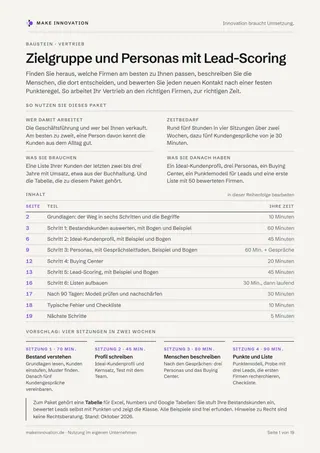 MAKE INNOVATION
Innovation braucht Umsetzung.
BAUSTEIN · VERTRIEB
Zielgruppe und Personas mit Lead-Scoring
Finden Sie heraus, welche Firmen am besten zu Ihnen passen, beschreiben Sie die
Menschen, die dort entscheiden, und bewerten Sie jeden neuen Kontakt nach einer festen
Punkteregel. So arbeitet Ihr Vertrieb an den richtigen Firmen, zur richtigen Zeit.
SO NUTZEN SIE DIESES PAKET
WER DAMIT ARBEITET
Die Geschäftsführung und wer bei Ihnen verkauft.
Am besten zu zweit, eine Person davon kennt die
Kunden aus dem Alltag gut.
ZEITBEDARF
Rund fünf Stunden in vier Sitzungen über zwei
Wochen, dazu fünf Kundengespräche von je 30
Minuten.
WAS SIE BRAUCHEN
Eine Liste Ihrer Kunden der letzten zwei bis drei
Jahre mit Umsatz, etwa aus der Buchhaltung. Und
die Tabelle, die zu diesem Paket gehört.
WAS SIE DANACH HABEN
Ein Ideal-Kundenprofil, drei Personas, ein Buying
Center, ein Punktemodell für Leads und eine erste
Liste mit 50 bewerteten Firmen.
INHALT
In dieser Reihenfolge bearbeiten
SEITE TEIL IHRE ZEIT
2 Grundlagen: der Weg in sechs Schritten und die Begriffe 10 Minuten
3 Schritt 1: Bestandskunden auswerten, mit Bogen und Beispiel 60 Minuten
6 Schritt 2: Ideal-Kundenprofil, mit Beispiel und Bogen 45 Minuten
9 Schritt 3: Personas, mit Gesprächsleitfaden, Beispiel und Bogen 60 Min. + Gespräche
12 Schritt 4: Buying Center 20 Minuten
13 Schritt 5: Lead-Scoring, mit Beispiel und Bogen 45 Minuten
16 Schritt 6: Listen aufbauen 30 Min., dann laufend
17 Nach 90 Tagen: Modell prüfen und nachschärfen 30 Minuten
18 Typische Fehler und Checkliste 10 Minuten
19 Nächste Schritte 5 Minuten
VORSCHLAG: VIER SITZUNGEN IN ZWEI WOCHEN
SITZUNG 1 · 70 MIN.
Bestand verstehen
Grundlagen lesen, Kunden
einstufen, Muster finden.
Danach fünf
Kundengespräche
vereinbaren.
SITZUNG 2 · 45 MIN.
Profil schreiben
Ideal-Kundenprofil und
Kernsatz, Test mit dem
Team.
SITZUNG 3 · 80 MIN.
Menschen beschreiben
Nach den Gesprächen: drei
Personas und das Buying
Center.
SITZUNG 4 · 90 MIN.
Punkte und Liste
Punktemodell, Probe mit
drei Leads, die ersten
Firmen recherchieren,
Checkliste.
Zum Paket gehört eine Tabelle für Excel, Numbers und Google Tabellen: Sie stuft Ihre Bestandskunden ein,
bewertet Leads selbst mit Punkten und zeigt die Klasse. Alle Beispiele sind frei erfunden. Hinweise zu Recht sind
keine Rechtsberatung. Stand: Oktober 2026.
makeinnovation.de · Nutzung im eigenen Unternehmen
Seite 1 von 19